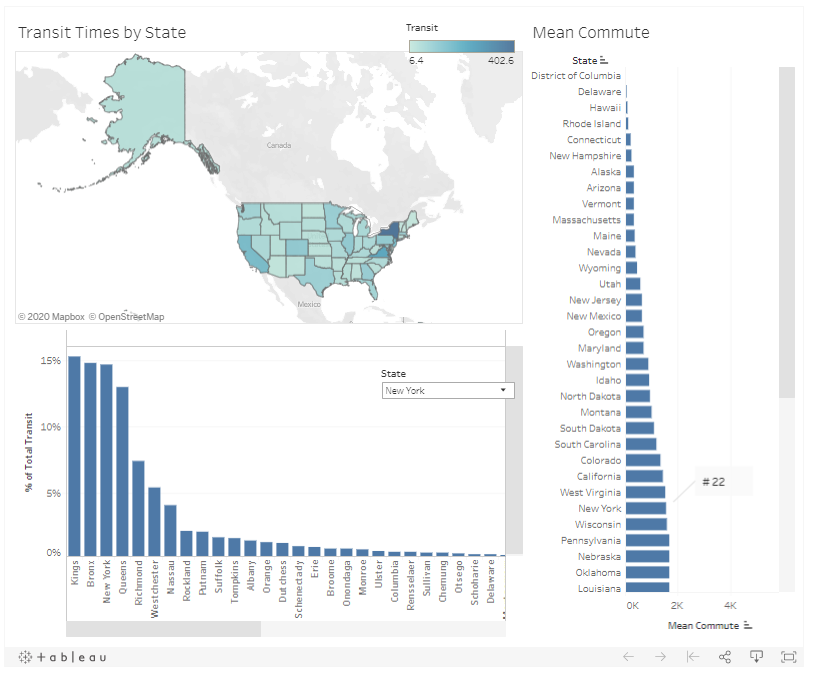 Transit Times by State
Transit
6.4 402.6
Canada
Mexico
© 2020 Mapbox © OpenStreetMap
State
New York
% of Total Transit
15%
10%
5%
0%
Kings
Bronx
New York
Queens
Richmond
Westchester
Nassau
Rockland
Putnam
Suffolk
Tompkins
Albany
Orange
Dutchess
Schenectady
Erie
Broome
Onondaga
Monroe
Ulster
Columbia
Rensselaer
Sullivan
Chemung
Otsego
Schoharie
Delaware
Mean Commute
State
District of Columbia
Delaware
Hawaii
Rhode Island
Connecticut
New Hampshire
Alaska
Arizona
Vermont
Massachusetts
Maine
Nevada
Wyoming
Utah
New Jersey
New Mexico
Oregon
Maryland
Washington
Idaho
North Dakota
Montana
South Dakota
South Carolina
Colorado
California
West Virginia
New York
Wisconsin
Pennsylvania
Nebraska
Oklahoma
Louisiana
# 22
0K 2K 4K
Mean Commute
+ a b l e a u